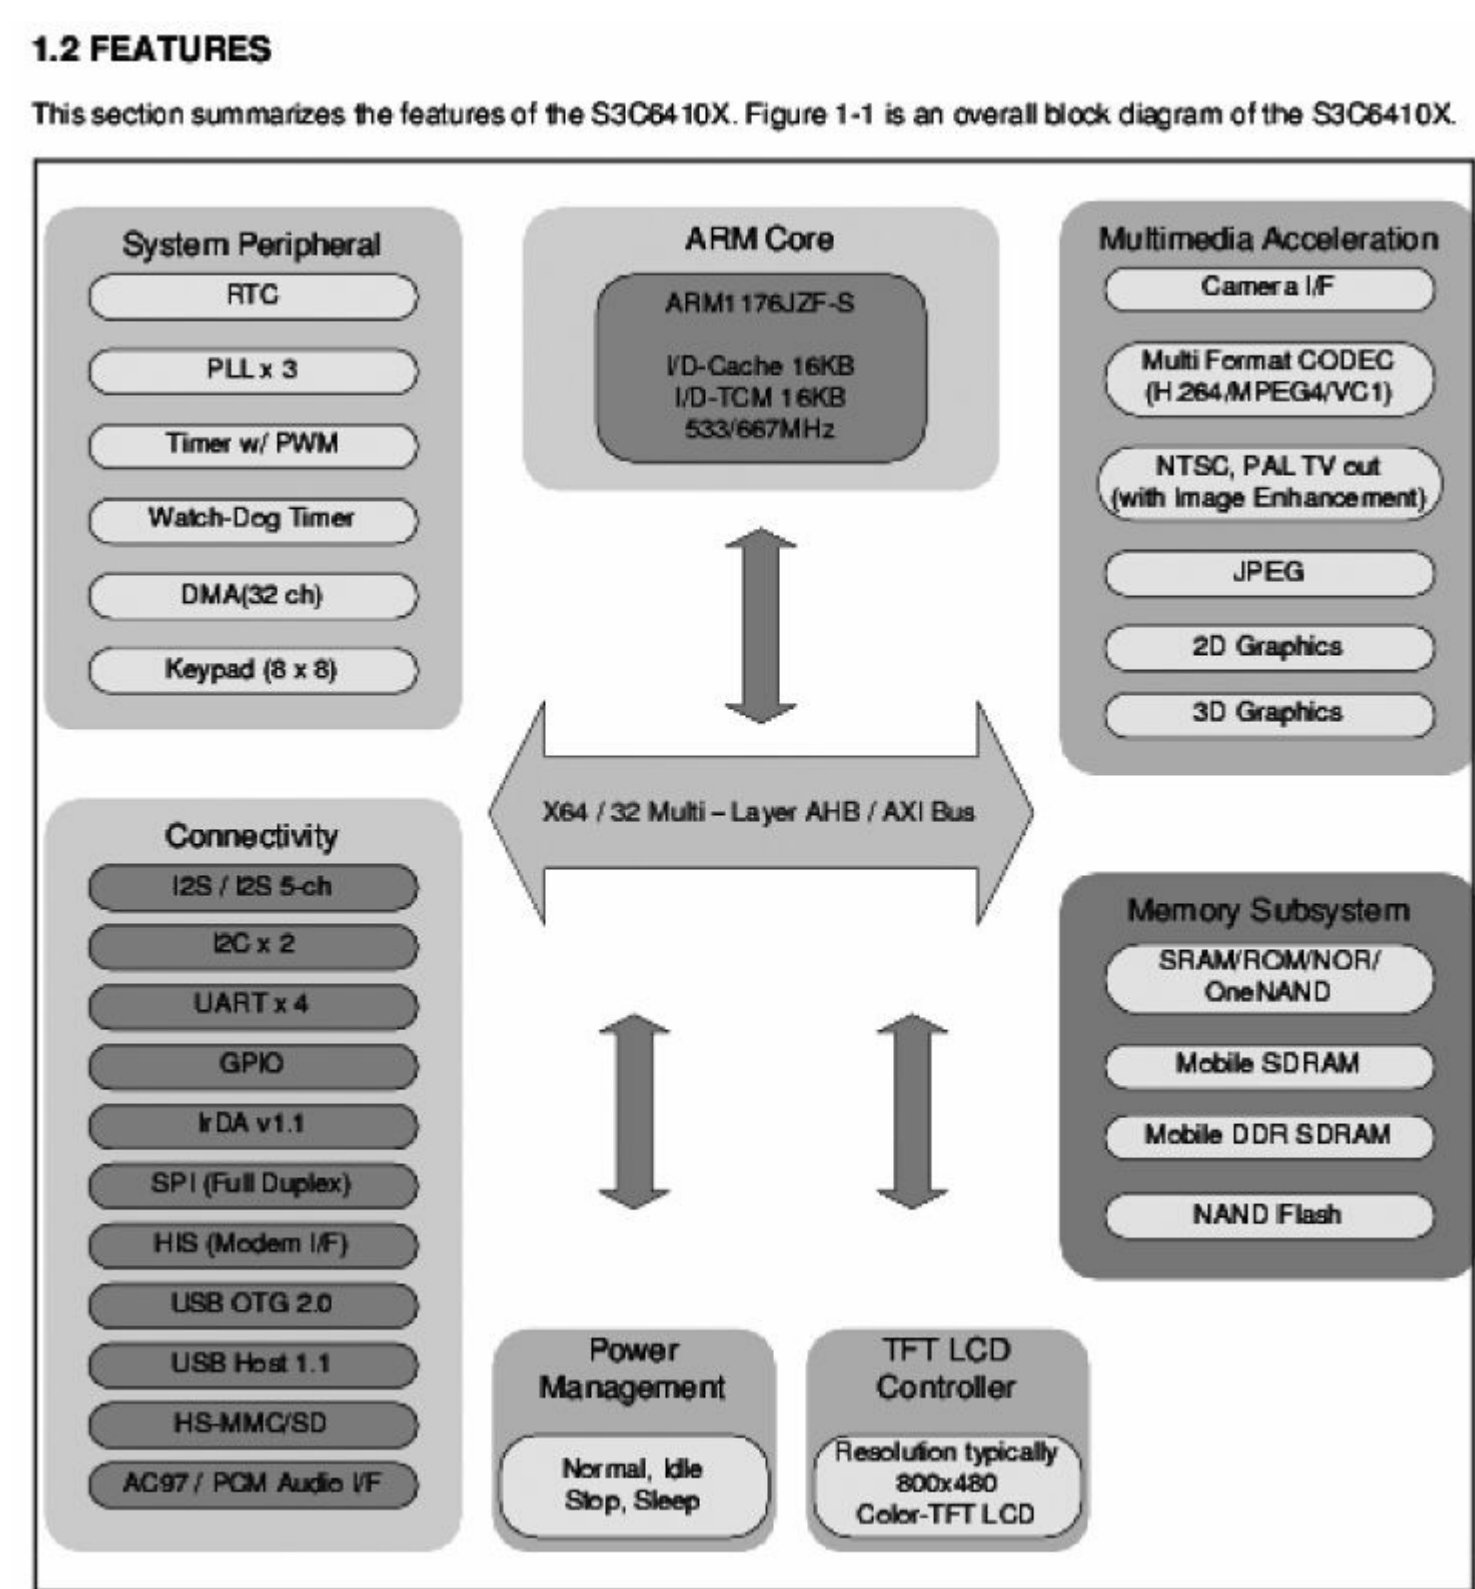 1.2 FEATURES
This section summarizes the features of the S3C6410X. Figure 1-1 is an overall block diagram of the S3C6410X.
System Peripheral
RTC
PLL x 3
Timer w/ PWM
Watch-Dog Timer
DMA(32 ch)
Keypad (8 x 8)
ARM Core
ARM1176JZF-S
I/D-Cache 16KB
I/D-TCM 16KB
533/667MHz
Multimedia Acceleration
Camera I/F
Multi Format CODEC
(H.264/MPEG4/VC1)
NTSC, PAL TV out
(with Image Enhancement)
JPEG
2D Graphics
3D Graphics
X64 / 32 Multi – Layer AHB / AXI Bus
Connectivity
I2S / I2S 5-ch
I2C x 2
UART x 4
GPIO
IrDA v1.1
SPI (Full Duplex)
HIS (Modem I/F)
USB OTG 2.0
USB Host 1.1
HS-MMC/SD
AC97 / PCM Audio I/F
Memory Subsystem
SRAM/ROM/NOR/
OneNAND
Mobile SDRAM
Mobile DDR SDRAM
NAND Flash
Power
Management
Normal, Idle
Stop, Sleep
TFT LCD
Controller
Resolution typically
800x480
Color-TFT LCD